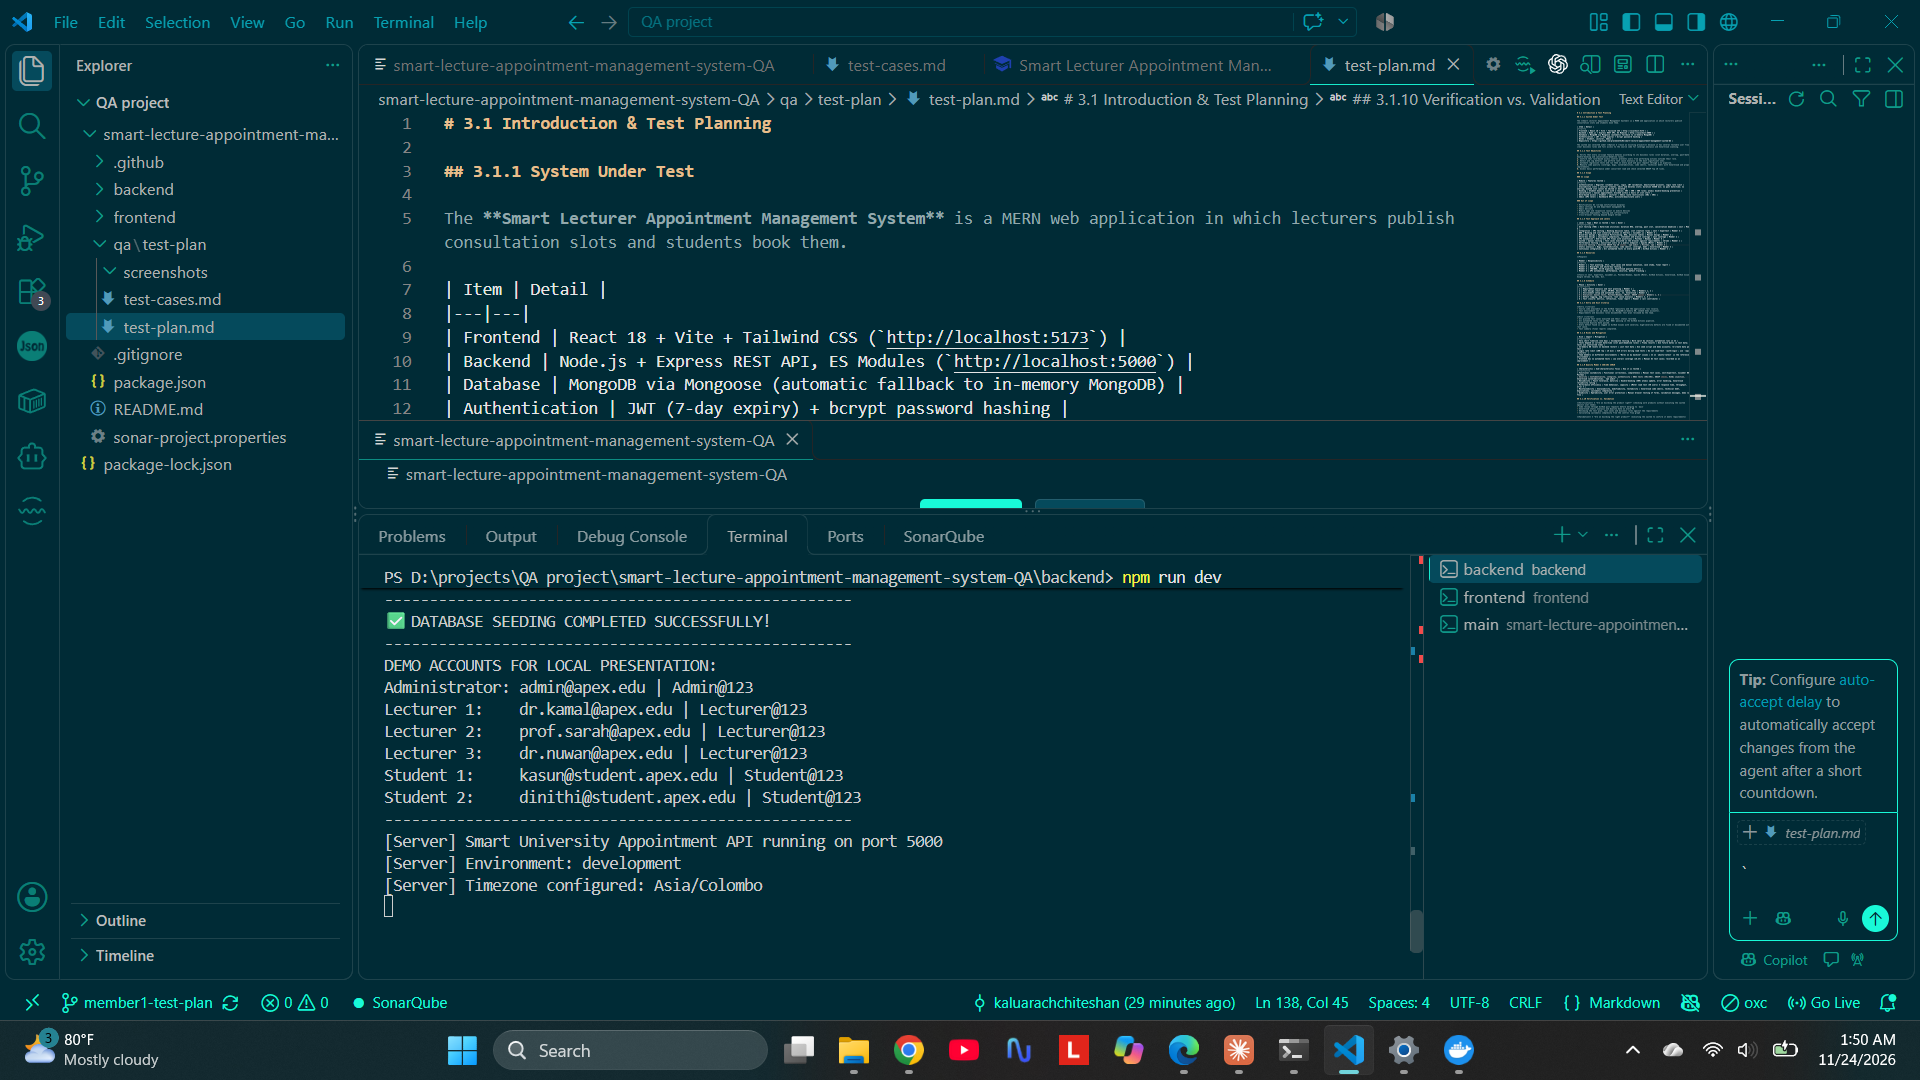 File Edit Selection View Go Run Terminal Help
QA project
Explorer
QA project
smart-lecture-appointment-ma...
.github
backend
frontend
qa\test-plan
screenshots
test-cases.md
test-plan.md
.gitignore
package.json
README.md
sonar-project.properties
package-lock.json
Outline
Timeline
3
Json
smart-lecture-appointment-management-system-QA
test-cases.md
Smart Lecturer Appointment Man...
test-plan.md
smart-lecture-appointment-management-system-QA > qa > test-plan > test-plan.md > abc # 3.1 Introduction & Test Planning > abc ## 3.1.10 Verification vs. Validation
Text Editor
1 # 3.1 Introduction & Test Planning
2
3 ## 3.1.1 System Under Test
4
5 The **Smart Lecturer Appointment Management System** is a MERN web application in which lecturers publish
consultation slots and students book them.
6
7 | Item | Detail |
8 |---|---|
9 | Frontend | React 18 + Vite + Tailwind CSS (`http://localhost:5173`) |
10 | Backend | Node.js + Express REST API, ES Modules (`http://localhost:5000`) |
11 | Database | MongoDB via Mongoose (automatic fallback to in-memory MongoDB) |
12 | Authentication | JWT (7-day expiry) + bcrypt password hashing |
smart-lecture-appointment-management-system-QA
smart-lecture-appointment-management-system-QA
Problems Output Debug Console Terminal Ports SonarQube
PS D:\projects\QA project\smart-lecture-appointment-management-system-QA\backend> npm run dev
----------------------------------------------------
✅ DATABASE SEEDING COMPLETED SUCCESSFULLY!
----------------------------------------------------
DEMO ACCOUNTS FOR LOCAL PRESENTATION:
Administrator: admin@apex.edu | Admin@123
Lecturer 1: dr.kamal@apex.edu | Lecturer@123
Lecturer 2: prof.sarah@apex.edu | Lecturer@123
Lecturer 3: dr.nuwan@apex.edu | Lecturer@123
Student 1: kasun@student.apex.edu | Student@123
Student 2: dinithi@student.apex.edu | Student@123
----------------------------------------------------
[Server] Smart University Appointment API running on port 5000
[Server] Environment: development
[Server] Timezone configured: Asia/Colombo
backend backend
frontend frontend
main smart-lecture-appointmen...
Sessi...
Tip: Configure auto-
accept delay to
automatically accept
changes from the
agent after a short
countdown.
test-plan.md
`
Copilot
member1-test-plan
0 0
SonarQube
kaluarachchiteshan (29 minutes ago)
Ln 138, Col 45
Spaces: 4
UTF-8
CRLF
{ } Markdown
oxc
Go Live
3
80°F
Mostly cloudy
Search
L
1:50 AM
11/24/2026